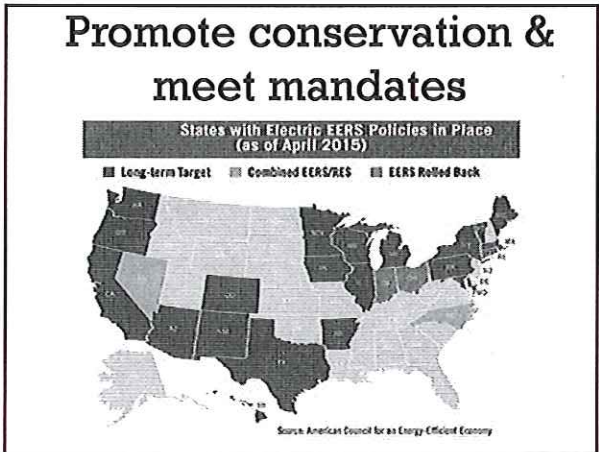 Promote conservation &
meet mandates
States with Electric EERS Policies in Place
(as of April 2015)
Long-term Target Combined EERS/RES EERS Rolled Back
Source: American Council for an Energy-Efficient Economy